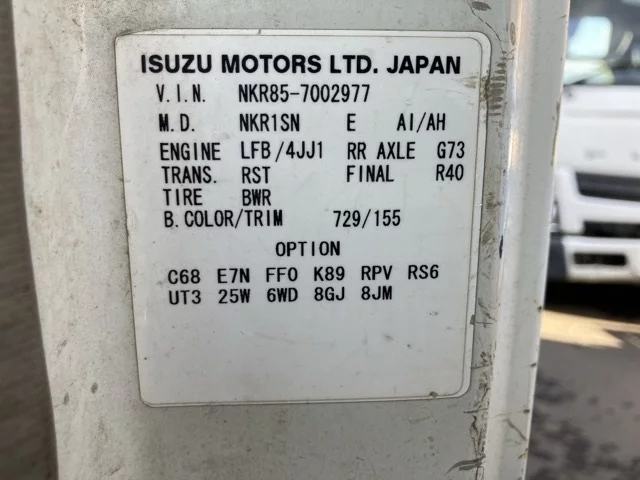 ISUZU MOTORS LTD. JAPAN
V.I.N. NKR85-7002977
M.D. NKR1SN E AI/AH
ENGINE LFB/4JJ1 RR AXLE G73
TRANS. RST FINAL R40
TIRE BWR
B.COLOR/TRIM 729/155
OPTION
C68 E7N FF0 K89 RPV RS6
UT3 25W 6WD 8GJ 8JM